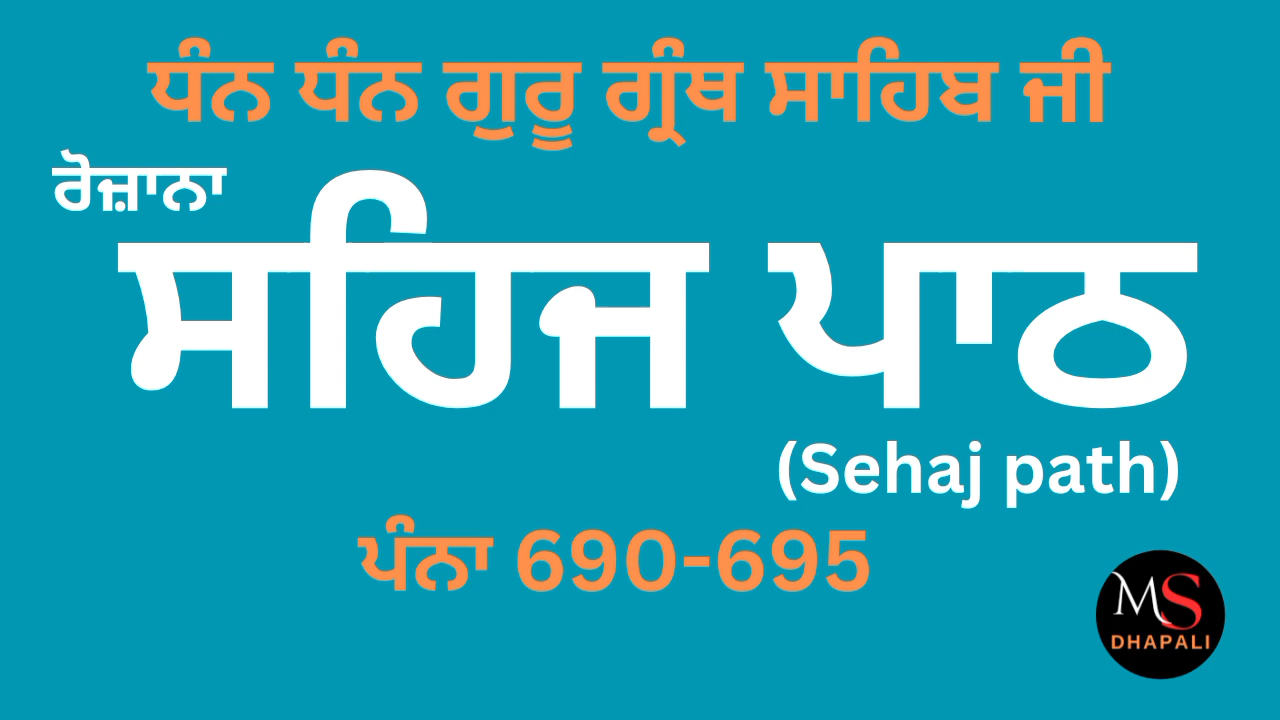 ਧੰਨ ਧੰਨ ਗੁਰੂ ਗ੍ਰੰਥ ਸਾਹਿਬ ਜੀ
ਰੋਜ਼ਾਨਾ
ਸਹਿਜ ਪਾਠ
(Sehaj path)
ਪੰਨਾ 690-695
MS
DHAPALI